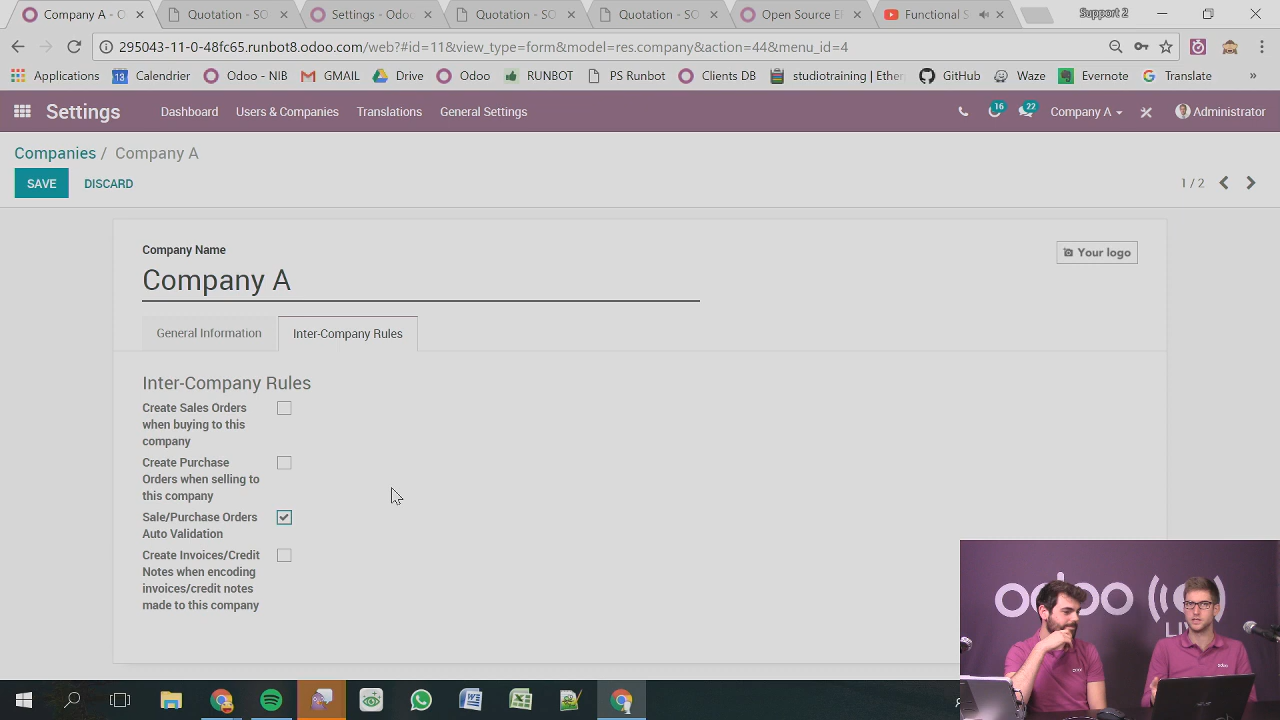 Company A - O
Quotation - SO
Settings - Odoo
Quotation - SO
Quotation - SO
Open Source E
Functional S
Support 2
295043-11-0-48fc65.runbot8.odoo.com/web?#id=11&view_type=form&model=res.company&action=44&menu_id=4
Applications
13
Calendrier
Odoo - NIB
GMAIL
Drive
Odoo
RUNBOT
PS Runbot
Clients DB
studiotraining | Ether
GitHub
Waze
Evernote
Translate
»
Settings
Dashboard
Users & Companies
Translations
General Settings
16
22
Company A
Administrator
Companies / Company A
SAVE
DISCARD
1 / 2
Company Name
Your logo
Company A
General Information
Inter-Company Rules
Inter-Company Rules
Create Sales Orders
when buying to this
company
Create Purchase
Orders when selling to
this company
Sale/Purchase Orders
Auto Validation
Create Invoices/Credit
Notes when encoding
invoices/credit notes
made to this company
odoo
odoo
odoo